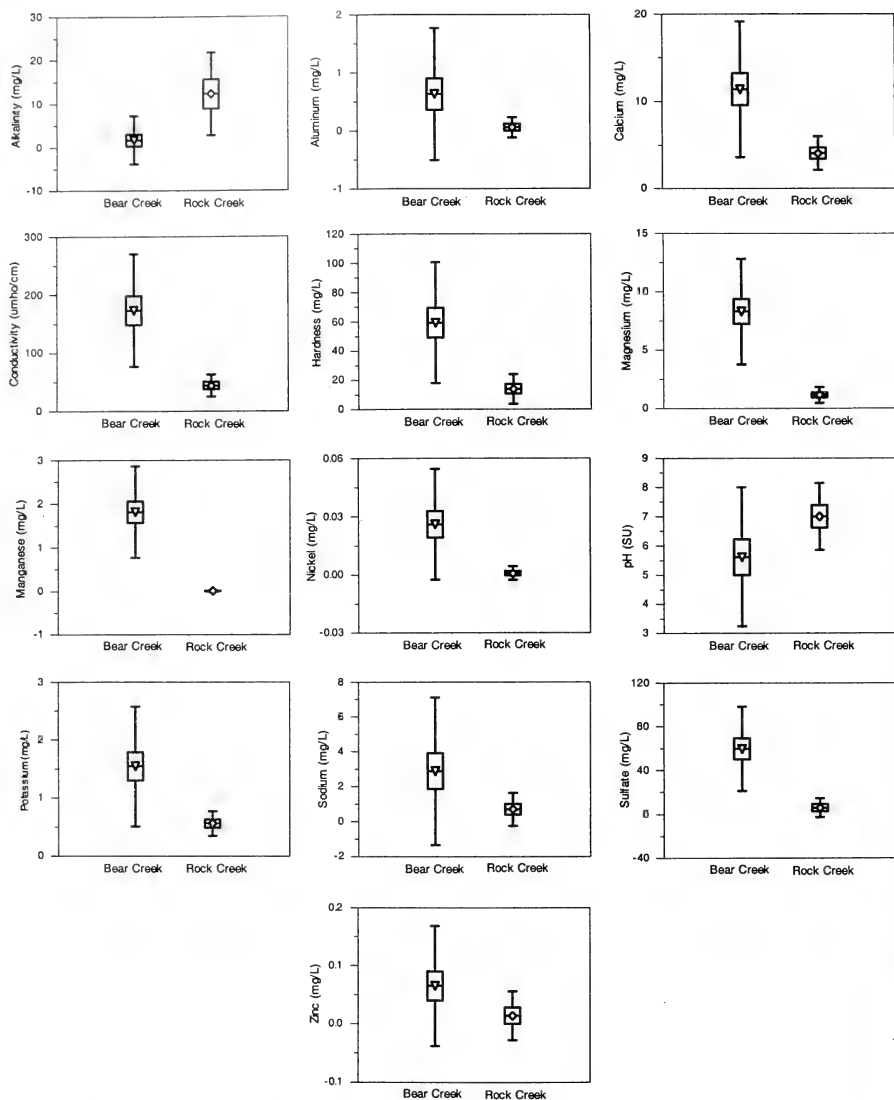 Alkalinity (mg/L)
30
20
10
0
-10
Bear Creek Rock Creek
Aluminum (mg/L)
2
1
0
-1
Bear Creek Rock Creek
Calcium (mg/L)
20
10
0
Bear Creek Rock Creek
Conductivity (umho/cm)
300
200
100
0
Bear Creek Rock Creek
Hardness (mg/L)
120
100
80
60
40
20
0
Bear Creek Rock Creek
Magnesium (mg/L)
15
10
5
0
Bear Creek Rock Creek
Manganese (mg/L)
3
2
1
0
-1
Bear Creek Rock Creek
Nickel (mg/L)
0.06
0.03
0.00
-0.03
Bear Creek Rock Creek
pH (SU)
9
8
7
6
5
4
3
Bear Creek Rock Creek
Potassium (mg/L)
3
2
1
0
Bear Creek Rock Creek
Sodium (mg/L)
8
6
4
2
0
-2
Bear Creek Rock Creek
Sulfate (mg/L)
120
80
40
0
-40
Bear Creek Rock Creek
Zinc (mg/L)
0.2
0.1
0.0
-0.1
Bear Creek Rock Creek